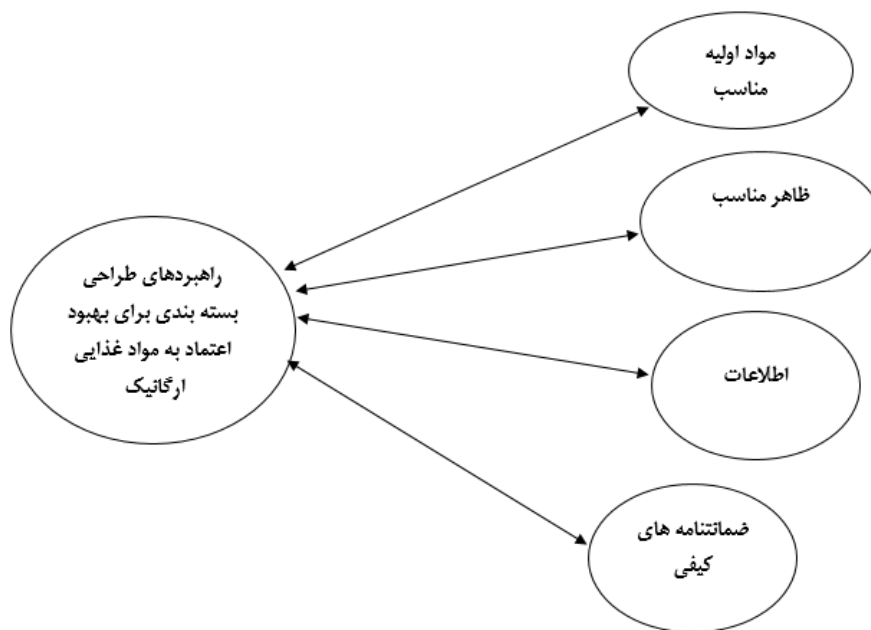 مواد اولیه
مناسب
ظاهر مناسب
راهبردهای طراحی
بسته بندی برای بهبود
اعتماد به مواد غذایی
ارگانیک
اطلاعات
ضمانتنامه های
کیفی